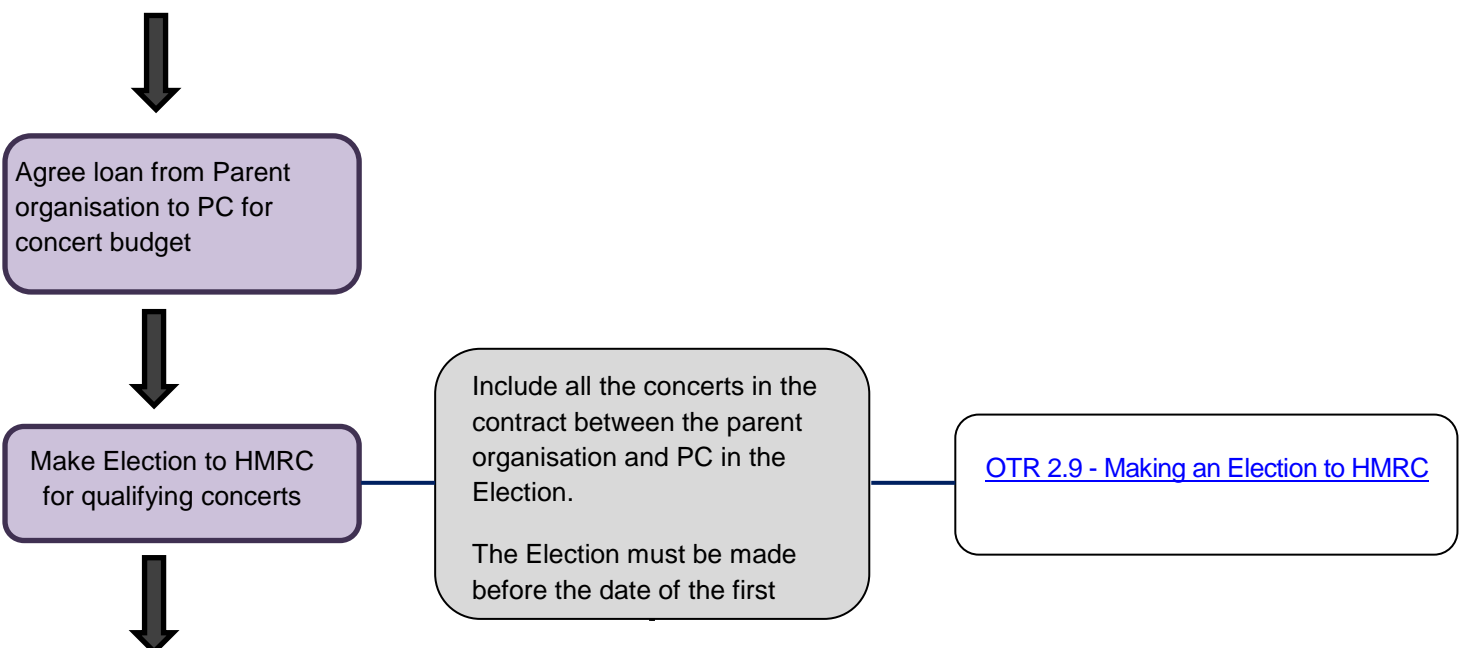 Agree loan from Parent
organisation to PC for
concert budget
Make Election to HMRC
for qualifying concerts
Include all the concerts in the
contract between the parent
organisation and PC in the
Election.
The Election must be made
before the date of the first
OTR 2.9 - Making an Election to HMRC